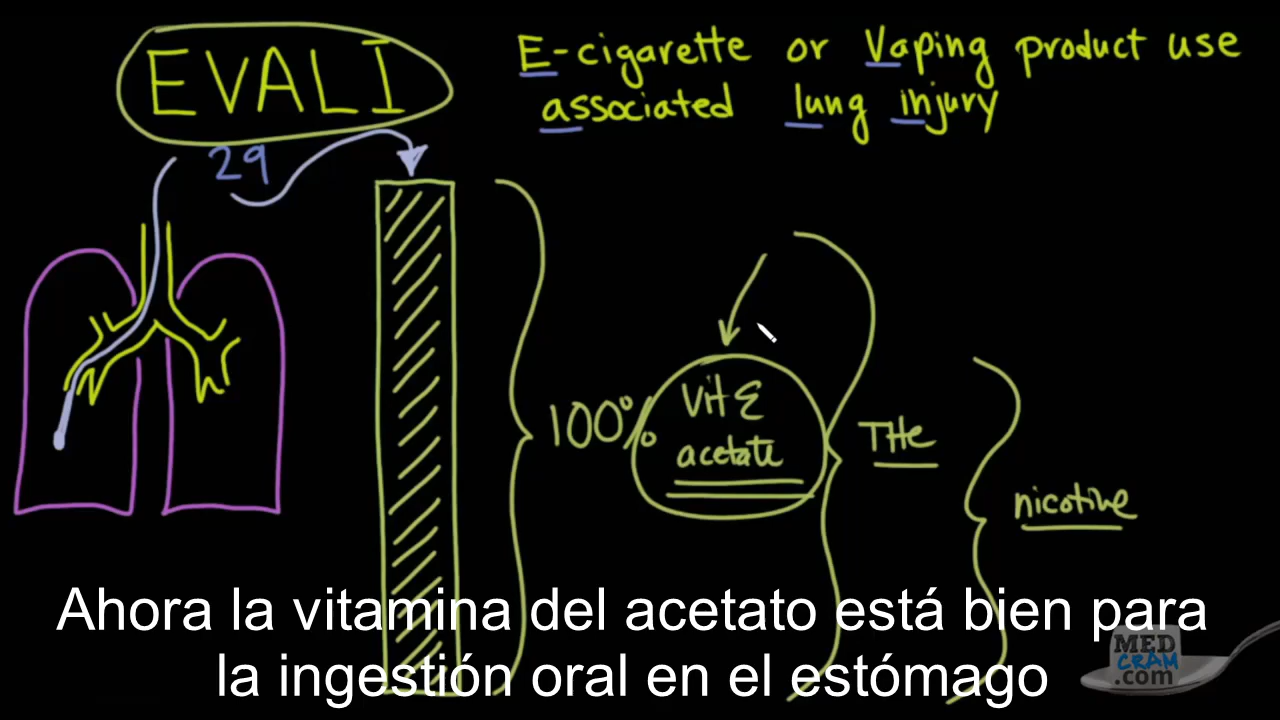 EVALI
E-cigarette or Vaping product use
associated lung injury
29
100%
Vit E
acetate
THC
nicotine
Ahora la vitamina del acetato está bien para
la ingestión oral en el estómago
MED
CRAM
.com